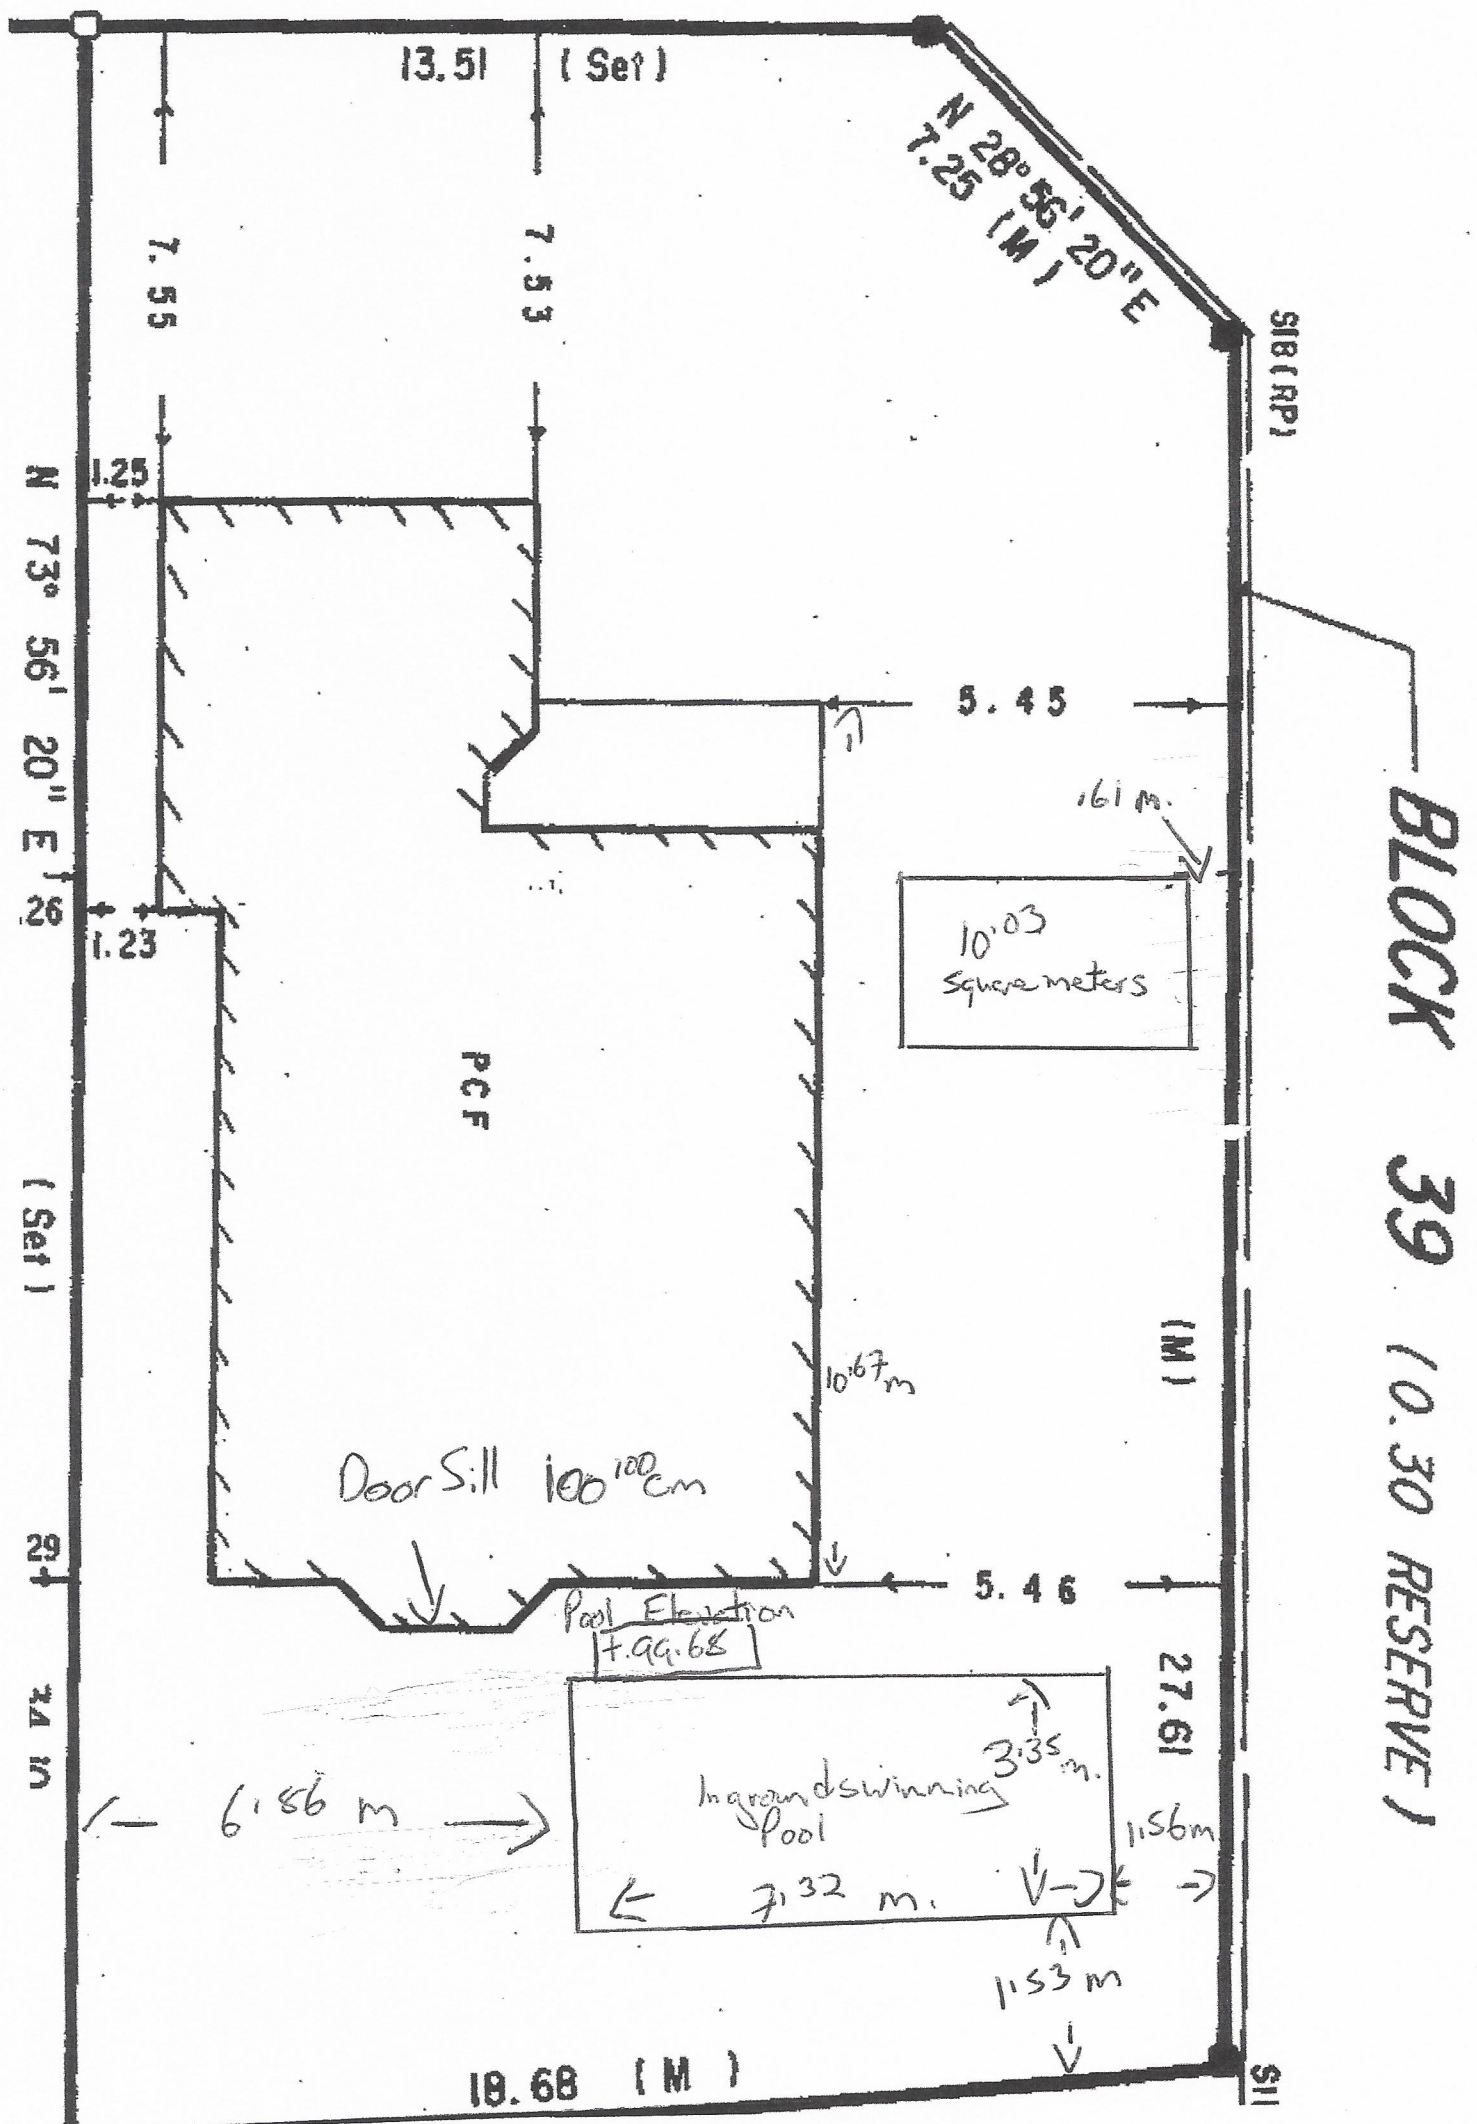 13.51 (Set)
N 28° 56' 20" E
7.25 (M)
SIB(RP)
7.55
7.53
1.25
5.45
.61 m.
BLOCK 39 (0.30 RESERVE)
N 73° 56' 20" E
(Set)
26
1.23
10.03
square meters
PCF
(M)
27.61
10.67 m
Door Sill 100.00 cm
29
5.46
Pool Elevation
+.99.68
3.35 m.
Inground swimming
Pool
6.56 m
1.56 m
7.32 m.
1.53 m
18.68 (M)